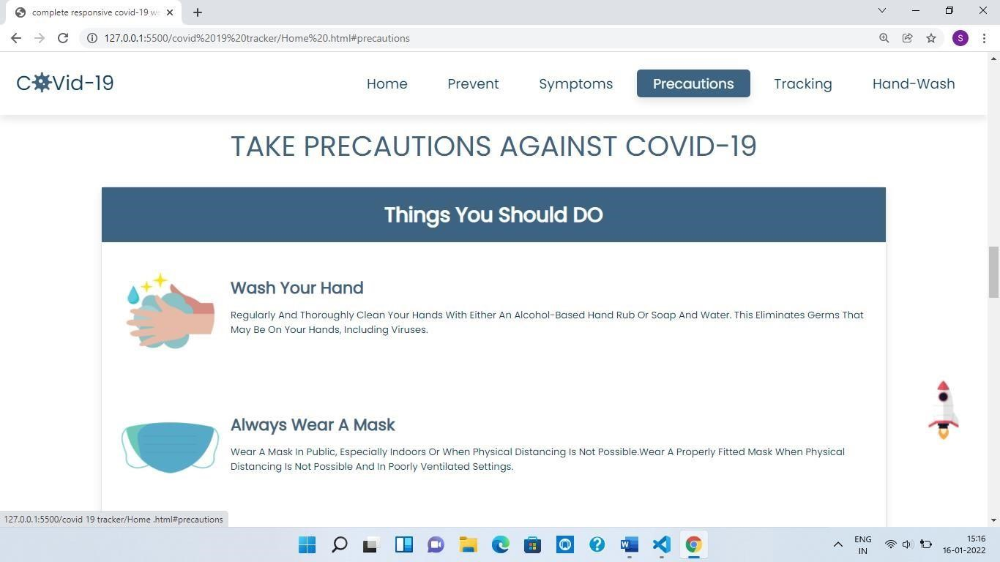 complete responsive covid-19 we
127.0.0.1:5500/covid%2019%20tracker/Home%20.html#precautions
S
C Vid-19
Home Prevent Symptoms Precautions Tracking Hand-Wash
TAKE PRECAUTIONS AGAINST COVID-19
Things You Should DO
Wash Your Hand
Regularly And Thoroughly Clean Your Hands With Either An Alcohol-Based Hand Rub Or Soap And Water. This Eliminates Germs That
May Be On Your Hands, Including Viruses.
Always Wear A Mask
Wear A Mask In Public, Especially Indoors Or When Physical Distancing Is Not Possible.Wear A Properly Fitted Mask When Physical
Distancing Is Not Possible And In Poorly Ventilated Settings.
127.0.0.1:5500/covid 19 tracker/Home .html#precautions
ENG
IN
15:16
16-01-2022